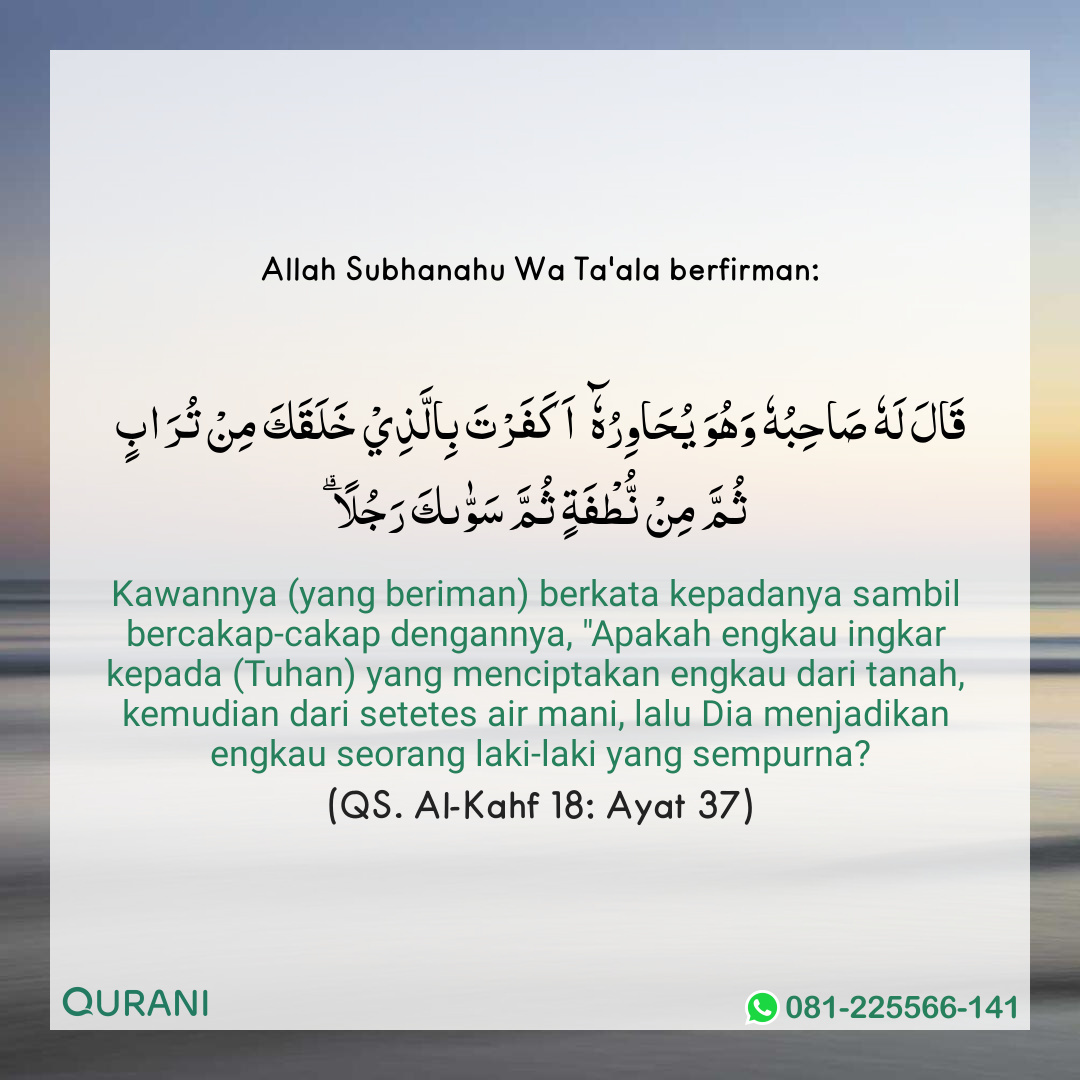 Allah Subhanahu Wa Ta'ala berfirman:
قَالَ لَهٗ صَاحِبُهٗ وَهُوَ يُحَاوِرُهٗٓ اَكَفَرْتَ بِالَّذِيْ خَلَقَكَ مِنْ تُرَابٍ
ثُمَّ مِنْ نُّطْفَةٍ ثُمَّ سَوّٰىكَ رَجُلًاۗ
Kawannya (yang beriman) berkata kepadanya sambil
bercakap-cakap dengannya, "Apakah engkau ingkar
kepada (Tuhan) yang menciptakan engkau dari tanah,
kemudian dari setetes air mani, lalu Dia menjadikan
engkau seorang laki-laki yang sempurna?
(QS. Al-Kahf 18: Ayat 37)
QURANI
081-225566-141